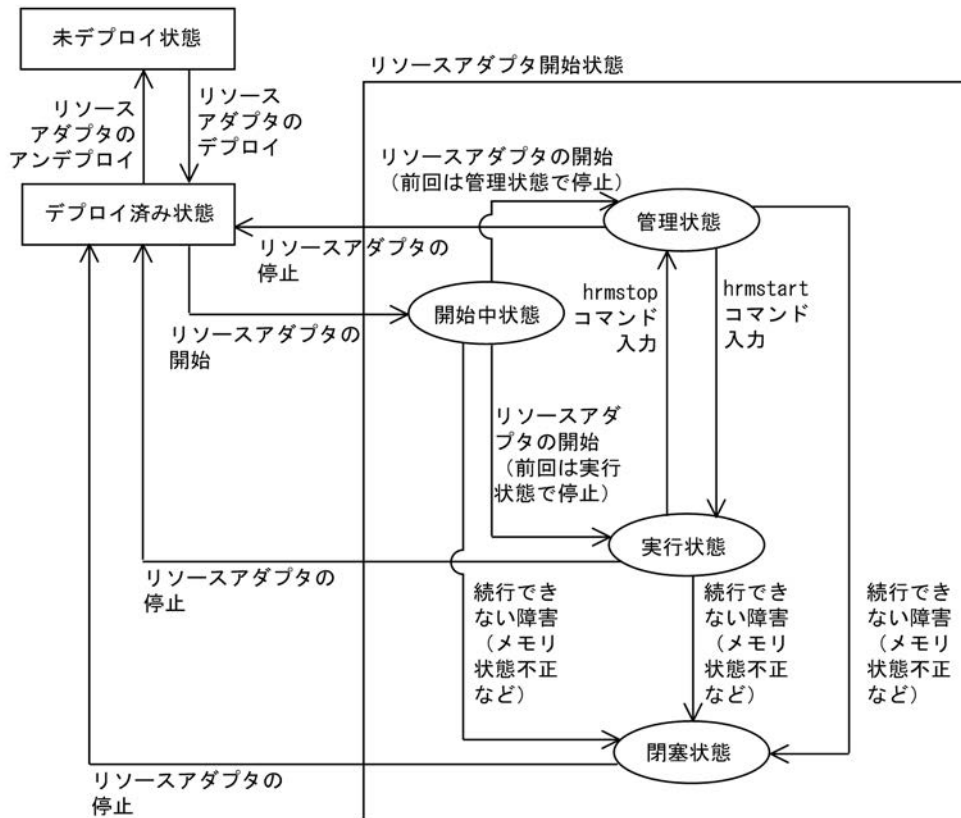 未デプロイ状態
リソースアダプタ開始状態
リソース
アダプタの
アンデプロイ
リソース
アダプタの
デプロイ
リソースアダプタの開始
（前回は管理状態で停止）
デプロイ済み状態
管理状態
リソースアダプタの
停止
開始中状態
hrmstop
コマンド
入力
hrmstart
コマンド
入力
リソースアダプタの
開始
リソースアダ
プタの開始
（前回は実行
状態で停止）
実行状態
リソースアダプタの
停止
続行でき
ない障害
（メモリ
状態不正
など）
続行でき
ない障害
（メモリ
状態不正
など）
続行でき
ない障害
（メモリ
状態不正
など）
閉塞状態
リソースアダプタの
停止